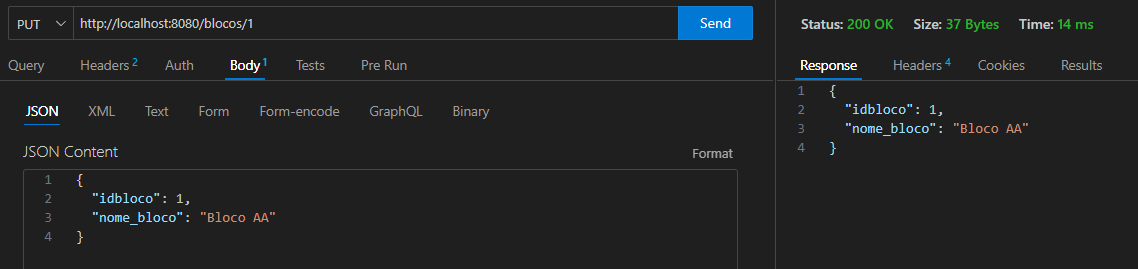 PUT http://localhost:8080/blocos/1 Send
Query Headers 2 Auth Body 1 Tests Pre Run
JSON XML Text Form Form-encode GraphQL Binary
JSON Content Format
1 {
2 "idbloco": 1,
3 "nome_bloco": "Bloco AA"
4 }
Status: 200 OK Size: 37 Bytes Time: 14 ms
Response Headers 4 Cookies Results
1 {
2 "idbloco": 1,
3 "nome_bloco": "Bloco AA"
4 }